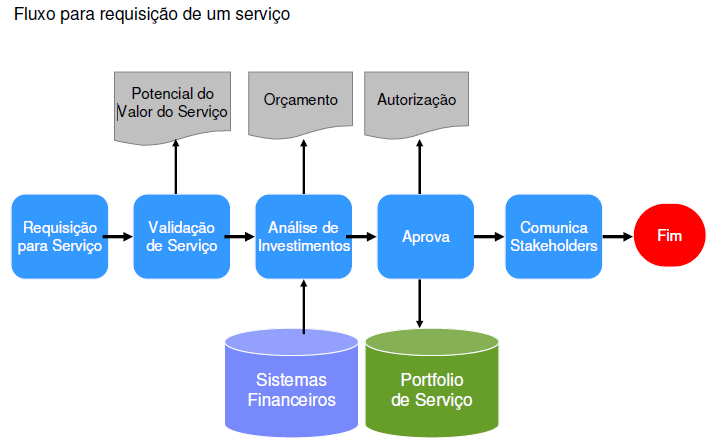 Fluxo para requisição de um serviço
Potencial do
Valor do Serviço
Orçamento
Autorização
Requisição
para Serviço
Validação
de Serviço
Análise de
Investimentos
Aprova
Comunica
Stakeholders
Fim
Sistemas
Financeiros
Portfolio
de Serviço